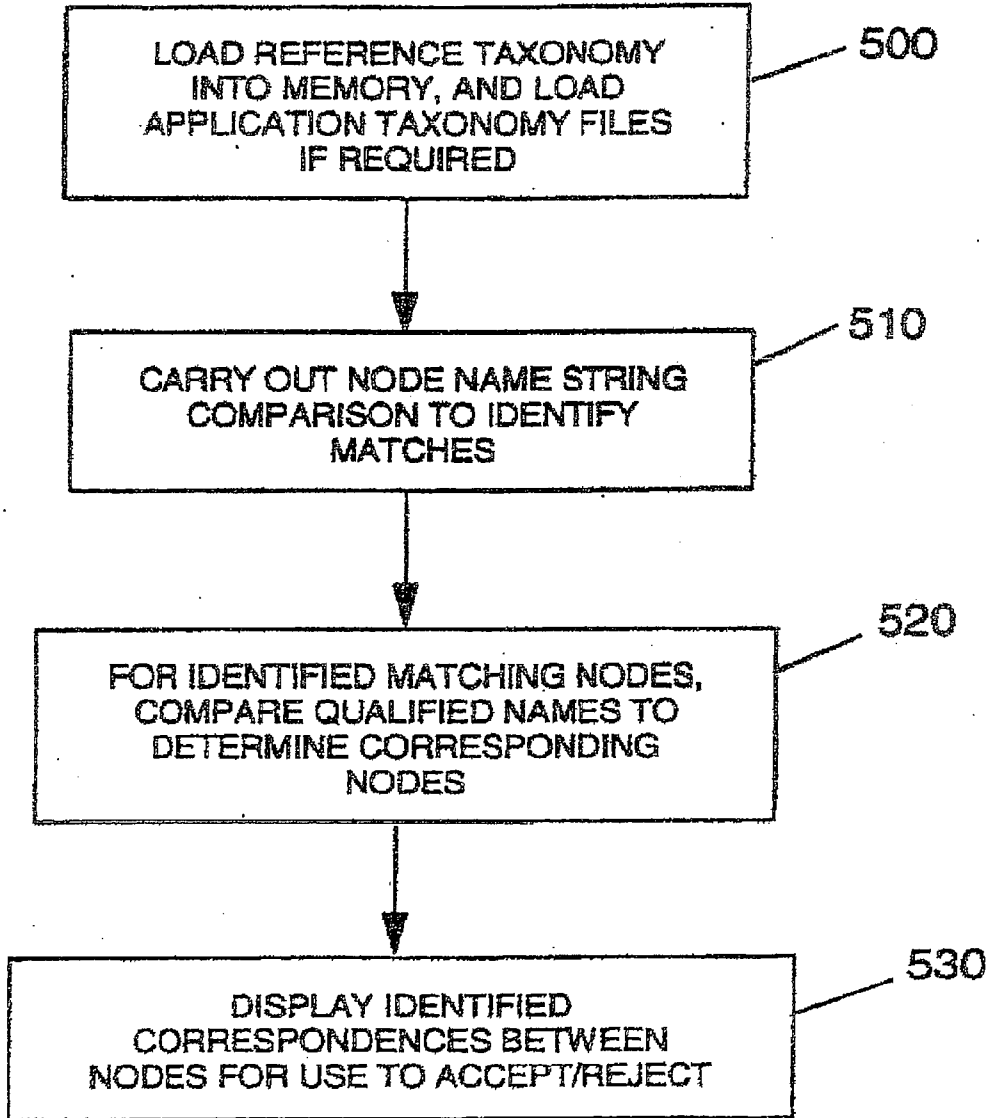 LOAD REFERENCE TAXONOMY
INTO MEMORY, AND LOAD
APPLICATION TAXONOMY FILES
IF REQUIRED
500
CARRY OUT NODE NAME STRING
COMPARISON TO IDENTIFY
MATCHES
510
FOR IDENTIFIED MATCHING NODES,
COMPARE QUALIFIED NAMES TO
DETERMINE CORRESPONDING
NODES
520
DISPLAY IDENTIFIED
CORRESPONDENCES BETWEEN
NODES FOR USE TO ACCEPT/REJECT
530